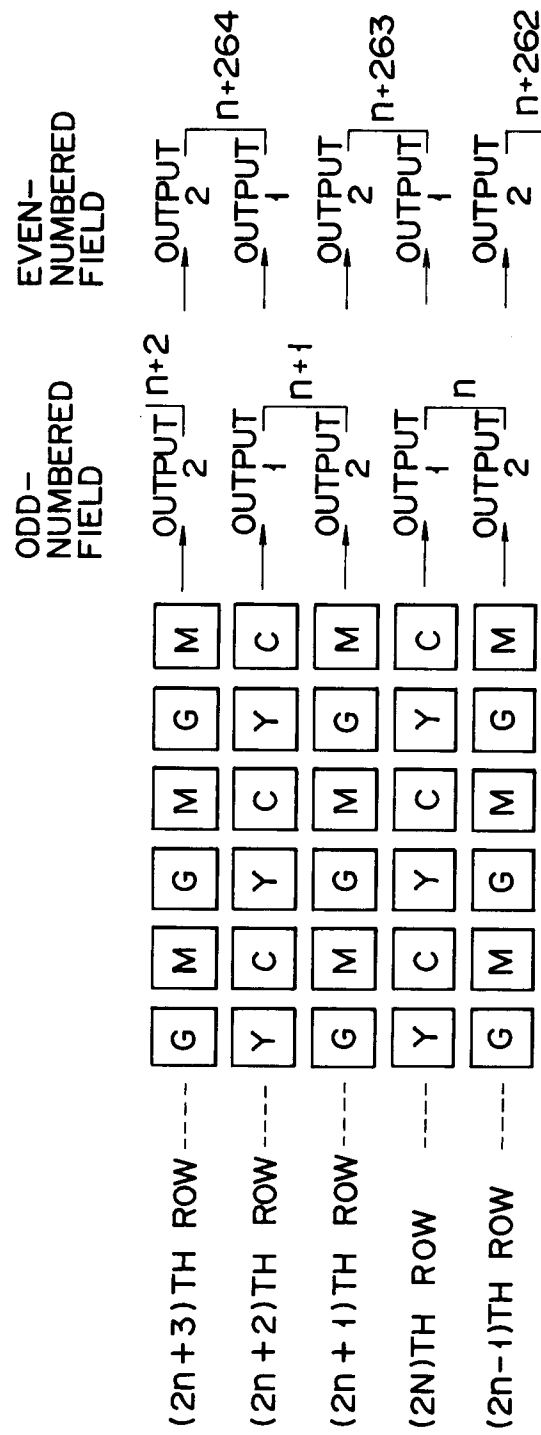 ODD-
NUMBERED
FIELD
EVEN-
NUMBERED
FIELD
(2n+3)TH ROW G M G M G M OUTPUT 2 n+2 OUTPUT 2 n+264
(2n+2)TH ROW Y C Y C Y C OUTPUT 1 n+1 OUTPUT 1
(2n+1)TH ROW G M G M G M OUTPUT 2 OUTPUT 2 n+263
(2N)TH ROW Y C Y C Y C OUTPUT 1 n OUTPUT 1
(2n-1)TH ROW G M G M G M OUTPUT 2 OUTPUT 2 n+262